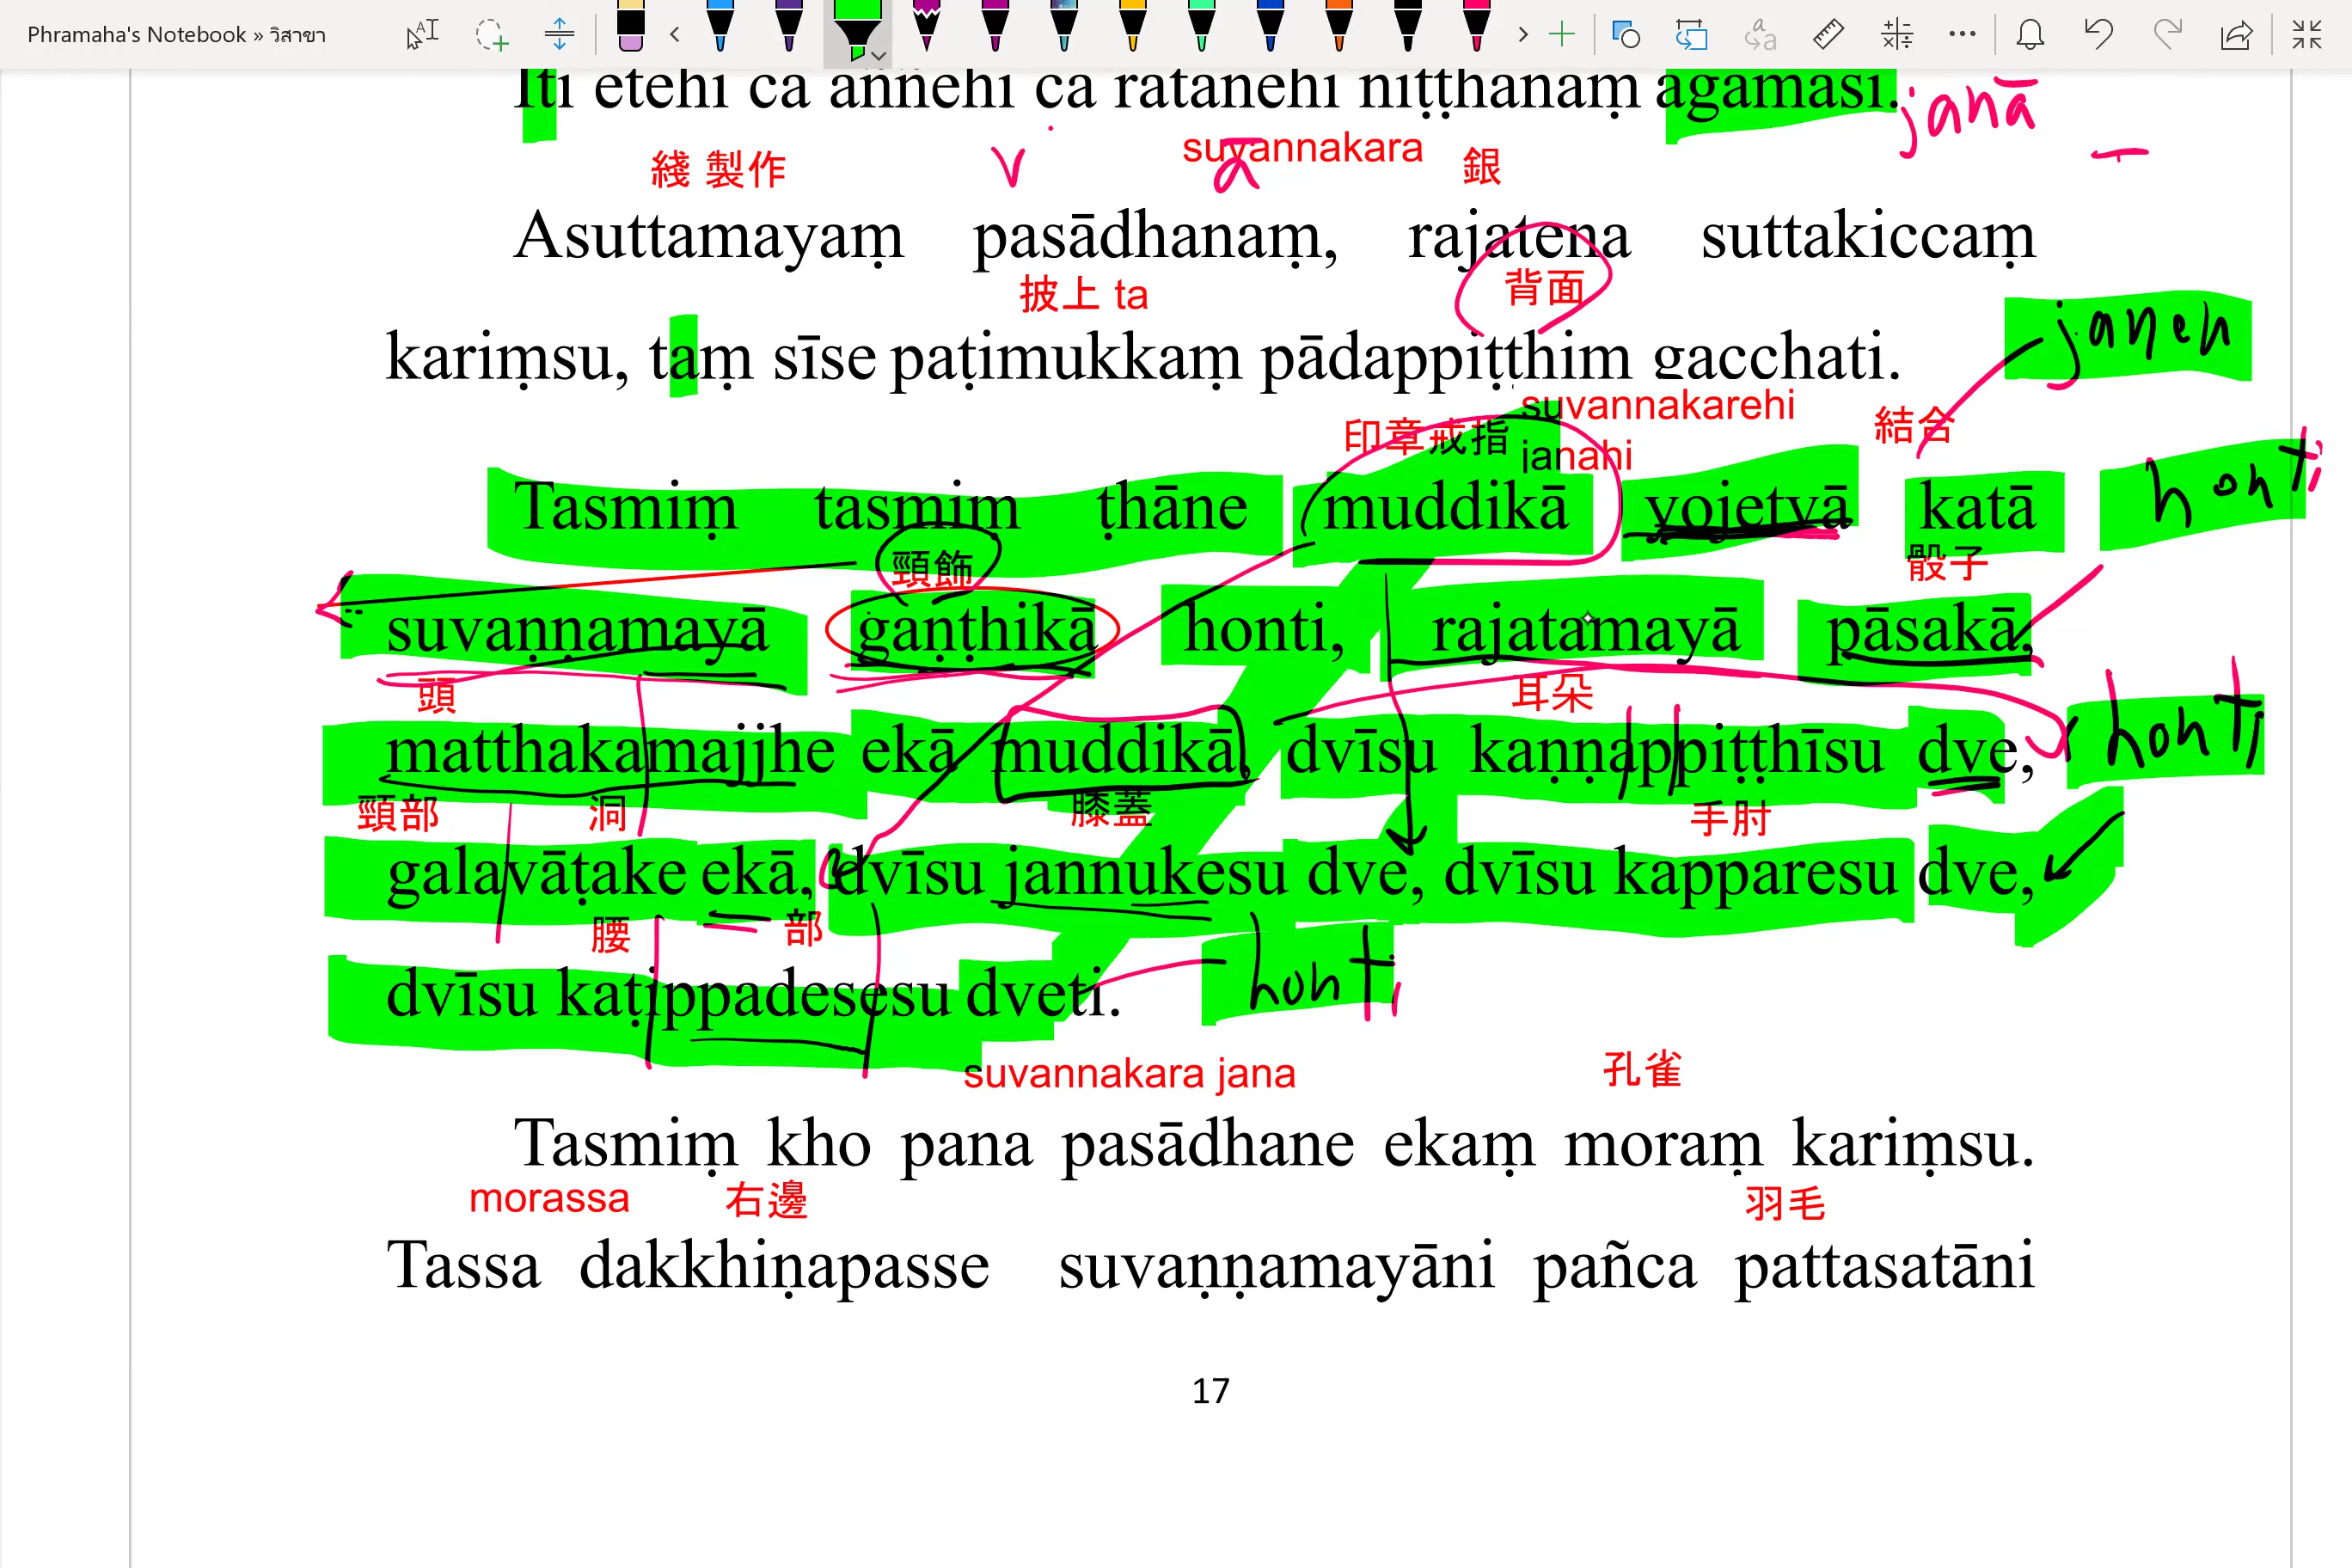 Phramaha's Notebook » วิสาขา
Iti etehi ca aññehi ca ratanehi niṭṭhānaṃ agamāsi. janā
綫 製作 v ā suvannakara 銀
Asuttamayaṃ pasādhanaṃ, rajatena suttakiccaṃ
披上 ta 背面
kariṃsu, taṃ sīse paṭimukkaṃ pādappiṭṭhiṃ gacchati. janeh
印章戒指 suvannakarehi janahi 結合
Tasmiṃ tasmiṃ ṭhāne muddikā yojetvā katā honti
頸飾 骰子
suvaṇṇamayā gaṇṭhikā honti, rajatamayā pāsakā,
頭 耳朵
matthakamajjhe ekā muddikā, dvīsu kaṇṇappiṭṭhīsu dve, honti
頸部 洞 膝蓋 手肘
galavāṭake ekā, dvīsu jannukesu dve, dvīsu kapparesu dve,
腰 部
dvīsu kaṭippadesesu dveti. honti
suvannakara jana 孔雀
Tasmiṃ kho pana pasādhane ekaṃ moraṃ kariṃsu.
morassa 右邊 羽毛
Tassa dakkhiṇapasse suvaṇṇamayāni pañca pattasatāni
17